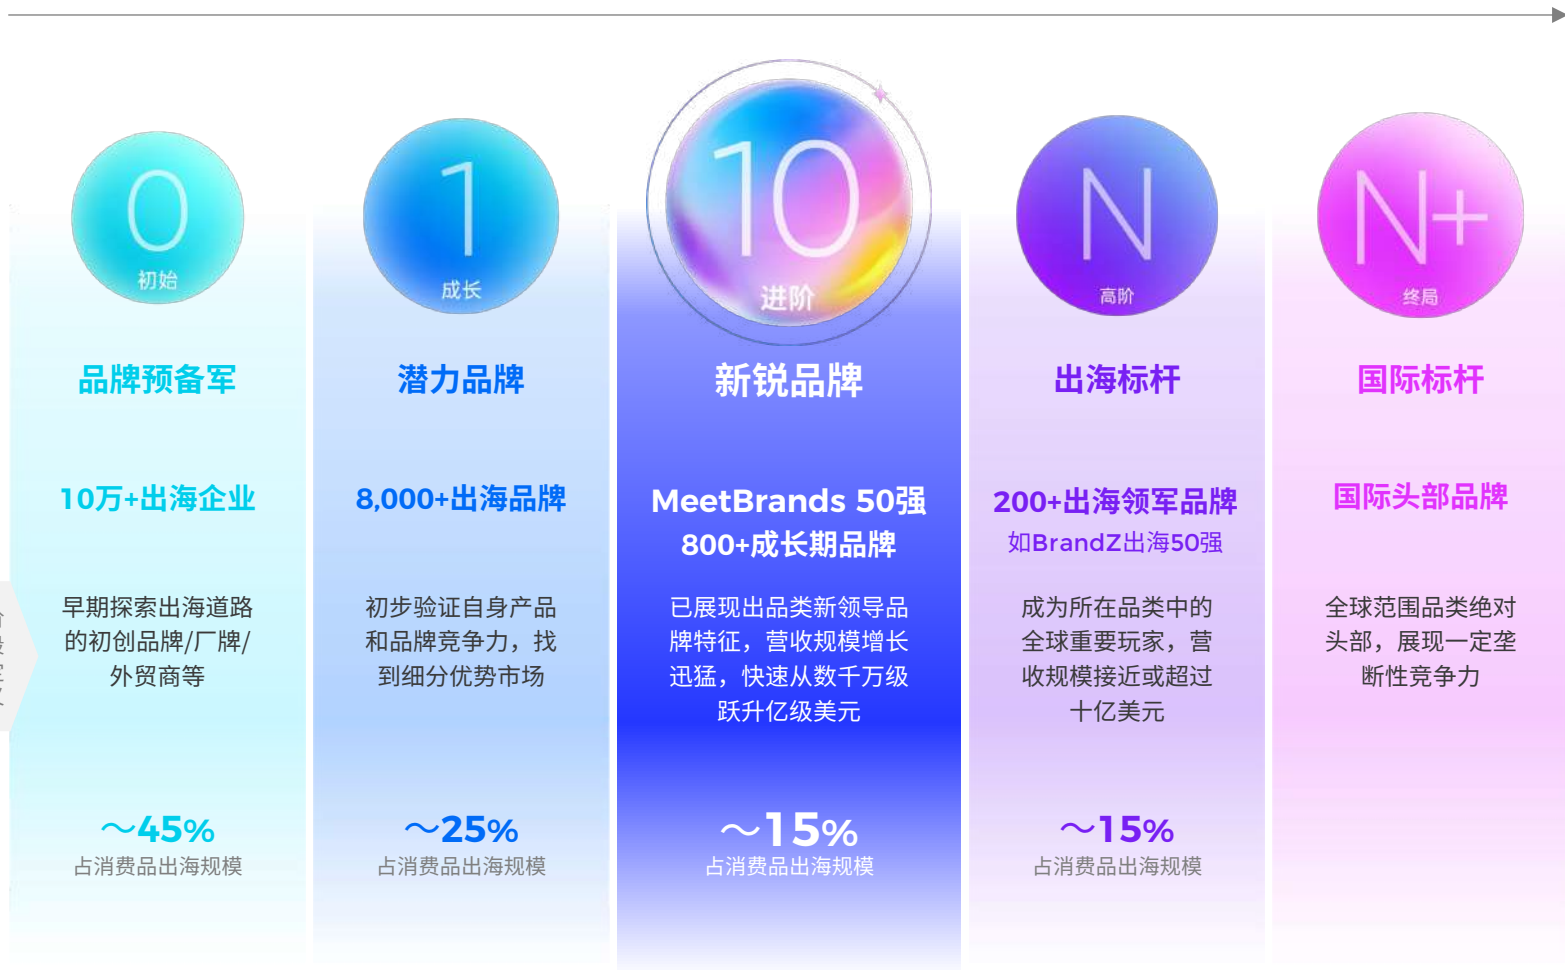 0
初始
品牌预备军
10万+出海企业
早期探索出海道路
的初创品牌/厂牌/
外贸商等
～45%
占消费品出海规模
1
成长
潜力品牌
8,000+出海品牌
初步验证自身产品
和品牌竞争力，找
到细分优势市场
～25%
占消费品出海规模
10
进阶
新锐品牌
MeetBrands 50强
800+成长期品牌
已展现出品类新领导品
牌特征，营收规模增长
迅猛，快速从数千万级
跃升亿级美元
～15%
占消费品出海规模
N
高阶
出海标杆
200+出海领军品牌
如BrandZ出海50强
成为所在品类中的
全球重要玩家，营
收规模接近或超过
十亿美元
～15%
占消费品出海规模
N+
终局
国际标杆
国际头部品牌
全球范围品类绝对
头部，展现一定垄
断性竞争力